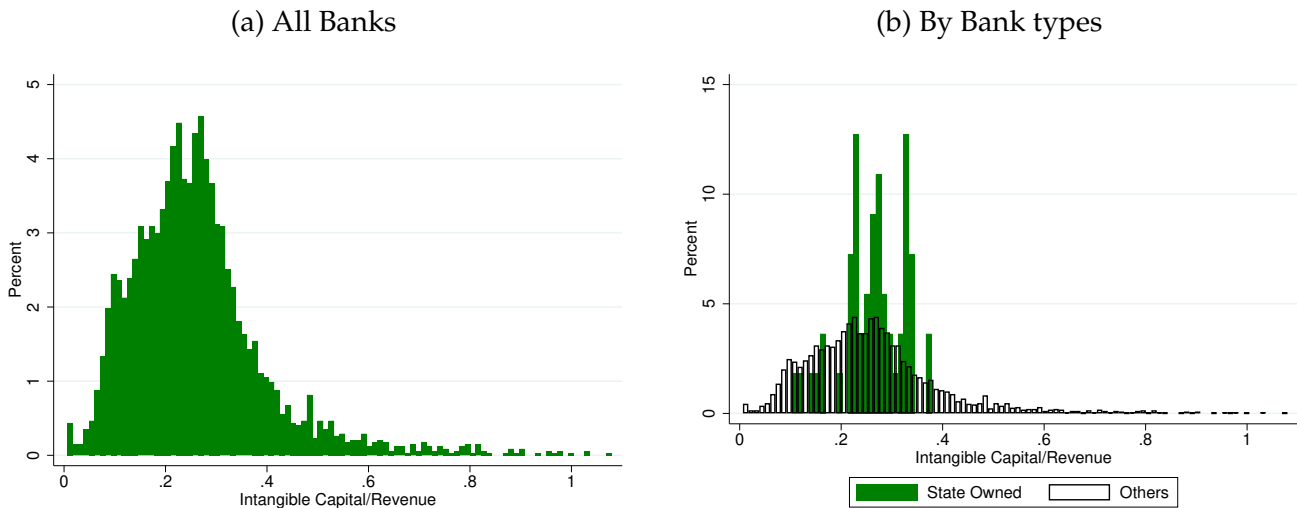 (a) All Banks
5
4
3
2
1
0
Percent
0 .2 .4 .6 .8 1
Intangible Capital/Revenue
(b) By Bank types
15
10
5
0
Percent
0 .2 .4 .6 .8 1
Intangible Capital/Revenue
State Owned Others